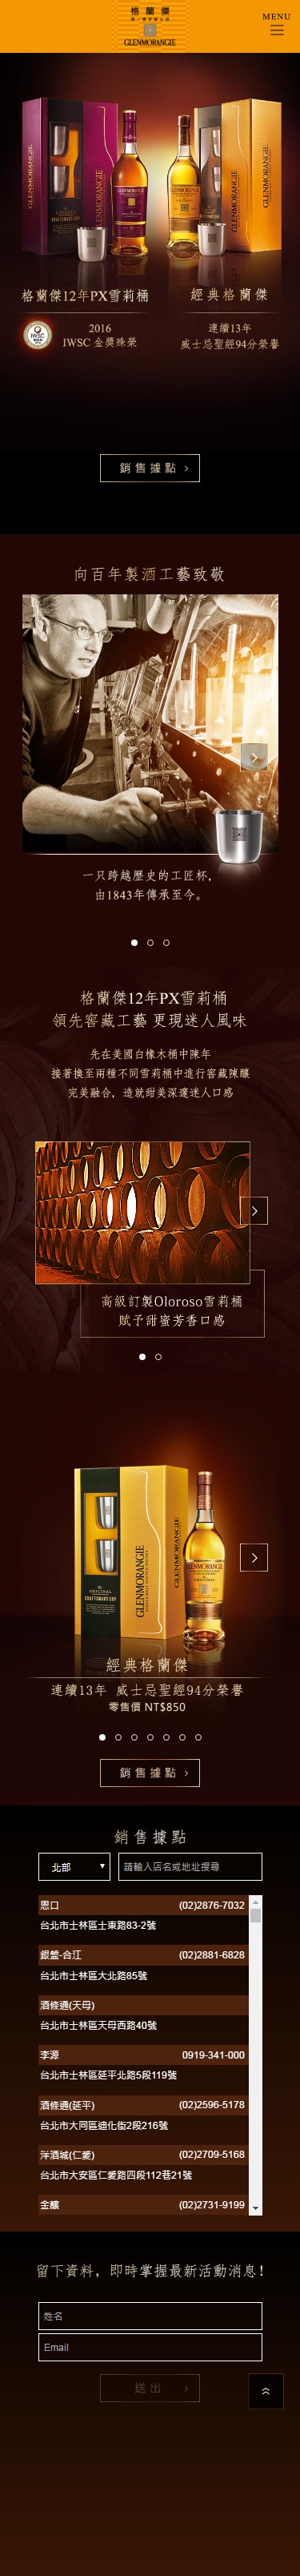 格蘭傑
GLENMORANGIE
MENU
GLENMORANGIE
GLENMORANGIE
GLENMORANGIE
GLENMORANGIE
格蘭傑12年PX雪莉桶
經典格蘭傑
2016
IWSC 金獎殊榮
連續13年
威士忌聖經94分榮譽
銷售據點
向百年製酒工藝致敬
一只跨越歷史的工匠杯,
由1843年傳承至今。
格蘭傑12年PX雪莉桶
領先窖藏工藝 更現迷人風味
先在美國白橡木桶中陳年
接著換至兩種不同雪莉桶中進行窖藏陳釀
完美融合，造就甜美深邃迷人口感
高級訂製Oloroso雪莉桶
賦予甜蜜芳香口感
GLENMORANGIE
GLENMORANGIE
ORIGINAL
經典格蘭傑
連續13年 威士忌聖經94分榮譽
零售價 NT$850
銷售據點
銷售據點
北部
請輸入店名或地址搜尋
恩口 (02)2876-7032
台北市士林區士東路83-2號
銀盤-合江 (02)2881-6828
台北市士林區大北路85號
酒條通(天母)
台北市士林區天母西路40號
李源 0919-341-000
台北市士林區延平北路5段119號
酒條通(延平) (02)2596-5178
台北市大同區迪化街2段216號
洋酒城(仁愛) (02)2709-5168
台北市大安區仁愛路四段112巷21號
金釀 (02)2731-9199
留下資料，即時掌握最新活動消息!
姓名
Email
送出